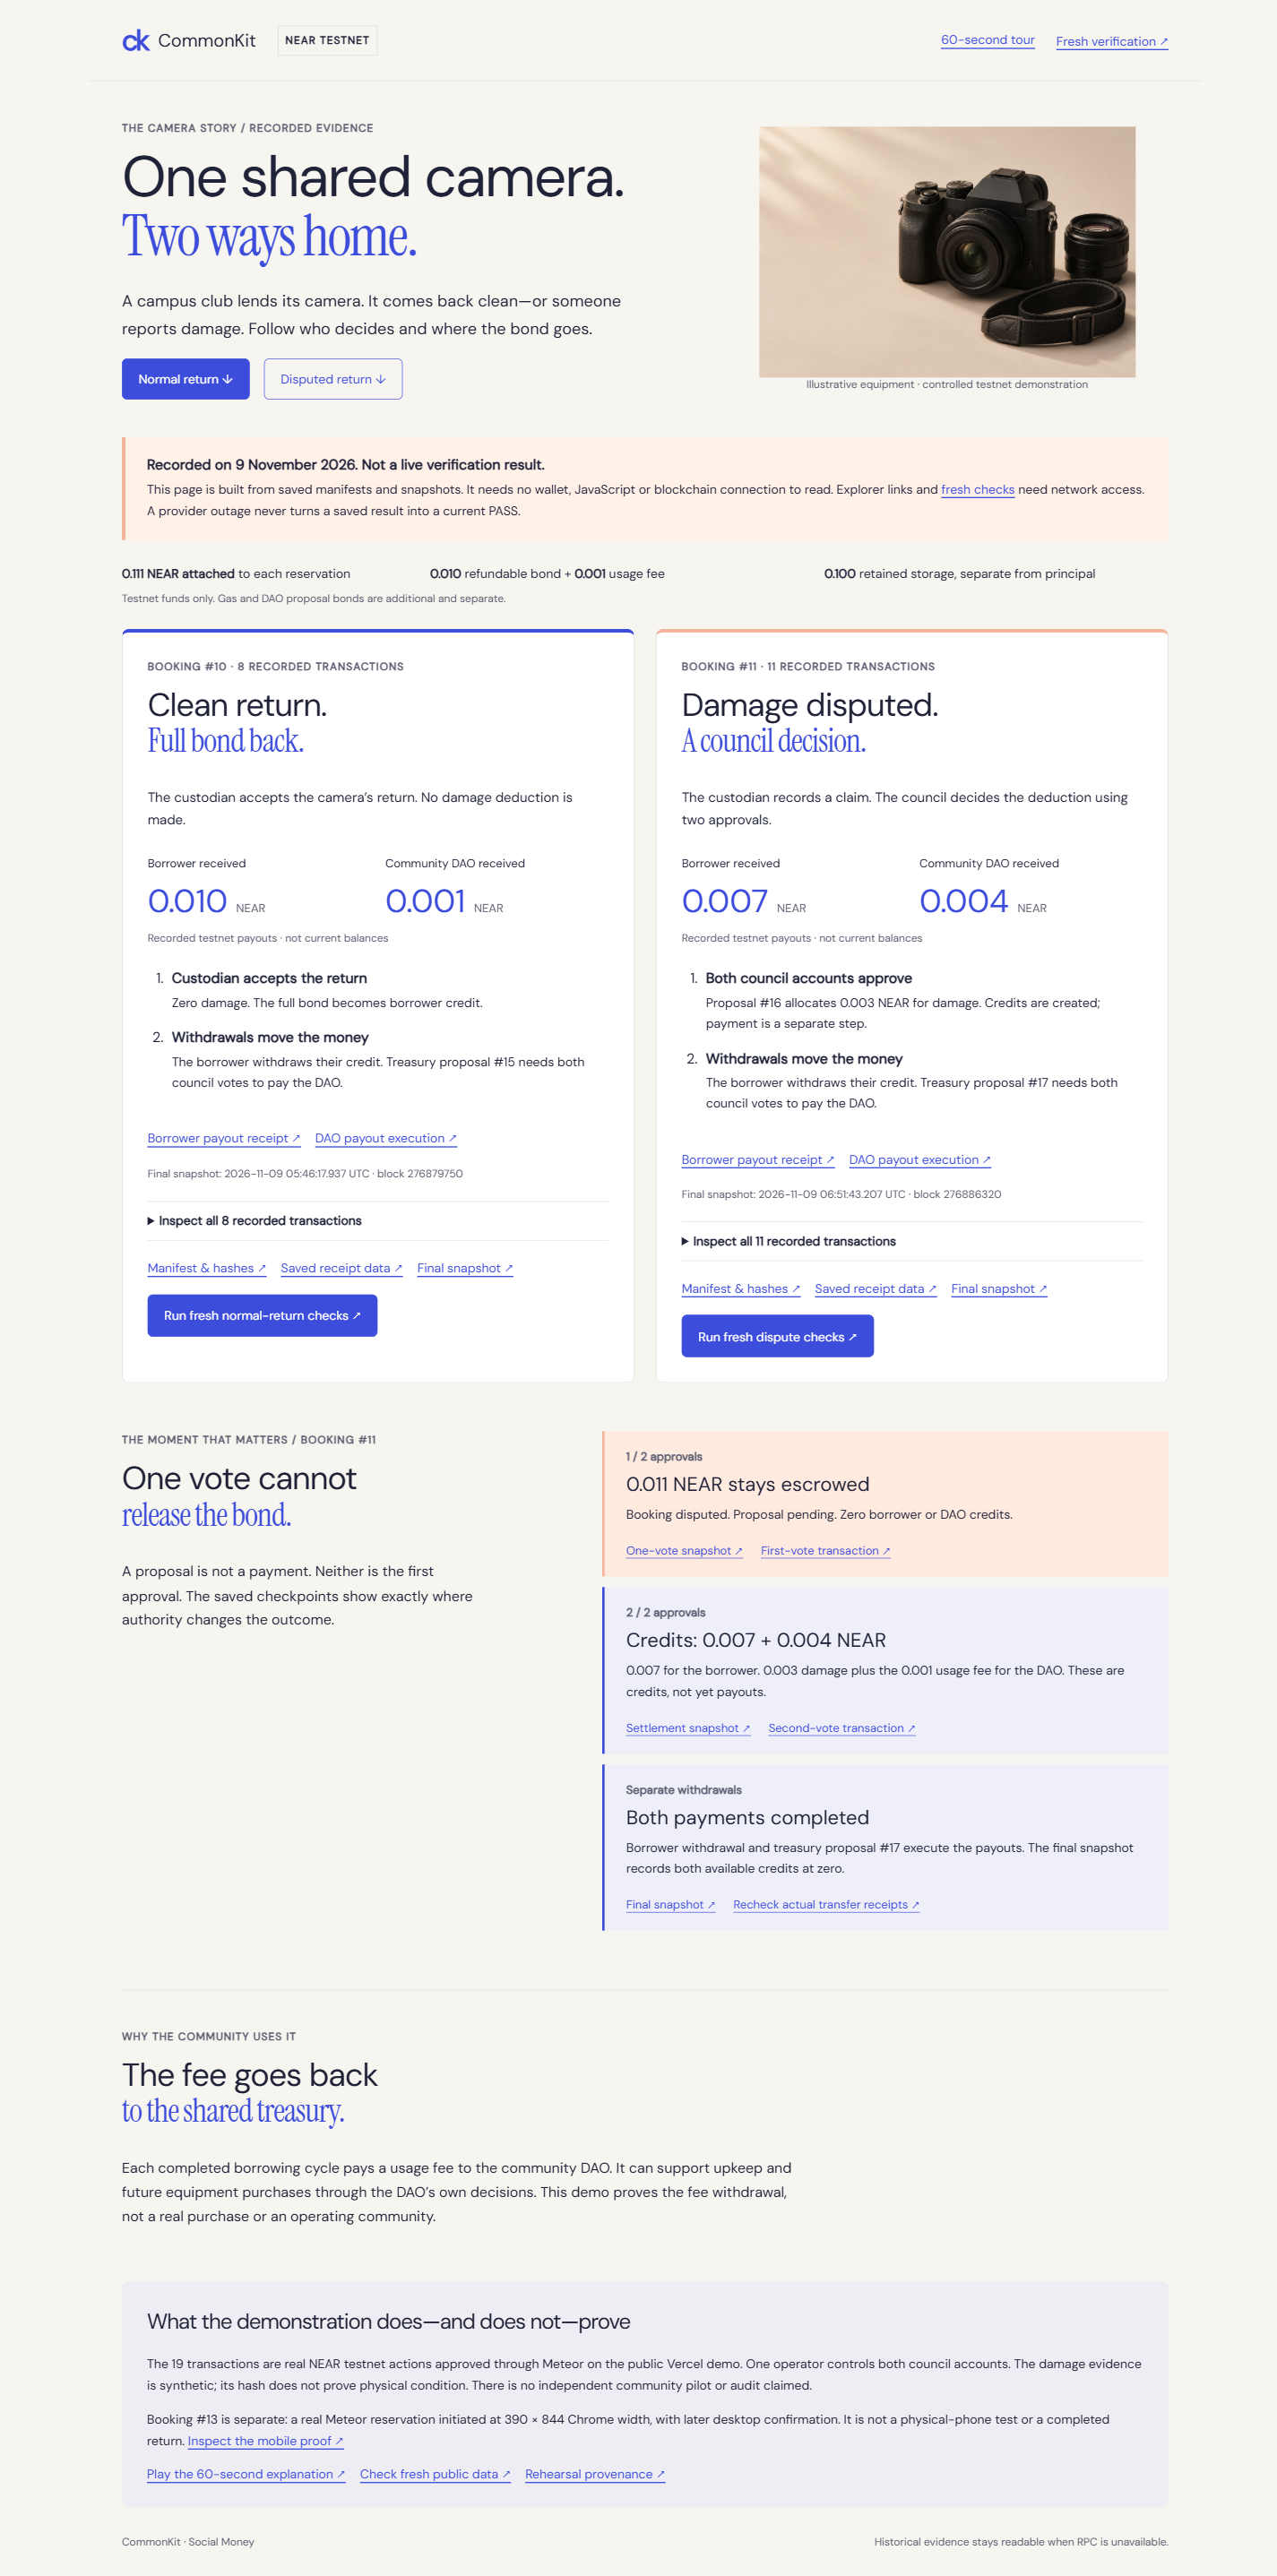 ck CommonKit NEAR TESTNET 60-second tour Fresh verification ↗
THE CAMERA STORY / RECORDED EVIDENCE
One shared camera.
Two ways home.
A campus club lends its camera. It comes back clean—or someone
reports damage. Follow who decides and where the bond goes.
Normal return ↓ Disputed return ↓
Illustrative equipment · controlled testnet demonstration
Recorded on 9 November 2026. Not a live verification result.
This page is built from saved manifests and snapshots. It needs no wallet, JavaScript or blockchain connection to read. Explorer links and fresh checks need network access.
A provider outage never turns a saved result into a current PASS.
0.111 NEAR attached to each reservation 0.010 refundable bond + 0.001 usage fee 0.100 retained storage, separate from principal
Testnet funds only. Gas and DAO proposal bonds are additional and separate.
BOOKING #10 · 8 RECORDED TRANSACTIONS
Clean return.
Full bond back.
The custodian accepts the camera’s return. No damage deduction is
made.
Borrower received Community DAO received
0.010 NEAR 0.001 NEAR
Recorded testnet payouts · not current balances
1. Custodian accepts the return
Zero damage. The full bond becomes borrower credit.
2. Withdrawals move the money
The borrower withdraws their credit. Treasury proposal #15 needs both
council votes to pay the DAO.
Borrower payout receipt ↗ DAO payout execution ↗
Final snapshot: 2026-11-09 05:46:17.937 UTC · block 276879750
▶ Inspect all 8 recorded transactions
Manifest & hashes ↗ Saved receipt data ↗ Final snapshot ↗
Run fresh normal-return checks ↗
BOOKING #11 · 11 RECORDED TRANSACTIONS
Damage disputed.
A council decision.
The custodian records a claim. The council decides the deduction using
two approvals.
Borrower received Community DAO received
0.007 NEAR 0.004 NEAR
Recorded testnet payouts · not current balances
1. Both council accounts approve
Proposal #16 allocates 0.003 NEAR for damage. Credits are created;
payment is a separate step.
2. Withdrawals move the money
The borrower withdraws their credit. Treasury proposal #17 needs both
council votes to pay the DAO.
Borrower payout receipt ↗ DAO payout execution ↗
Final snapshot: 2026-11-09 06:51:43.207 UTC · block 276886320
▶ Inspect all 11 recorded transactions
Manifest & hashes ↗ Saved receipt data ↗ Final snapshot ↗
Run fresh dispute checks ↗
THE MOMENT THAT MATTERS / BOOKING #11
One vote cannot
release the bond.
A proposal is not a payment. Neither is the first
approval. The saved checkpoints show exactly where
authority changes the outcome.
1 / 2 approvals
0.011 NEAR stays escrowed
Booking disputed. Proposal pending. Zero borrower or DAO credits.
One-vote snapshot ↗ First-vote transaction ↗
2 / 2 approvals
Credits: 0.007 + 0.004 NEAR
0.007 for the borrower. 0.003 damage plus the 0.001 usage fee for the DAO. These are
credits, not yet payouts.
Settlement snapshot ↗ Second-vote transaction ↗
Separate withdrawals
Both payments completed
Borrower withdrawal and treasury proposal #17 execute the payouts. The final snapshot
records both available credits at zero.
Final snapshot ↗ Recheck actual transfer receipts ↗
WHY THE COMMUNITY USES IT
The fee goes back
to the shared treasury.
Each completed borrowing cycle pays a usage fee to the community DAO. It can support upkeep and
future equipment purchases through the DAO’s own decisions. This demo proves the fee withdrawal,
not a real purchase or an operating community.
What the demonstration does—and does not—prove
The 19 transactions are real NEAR testnet actions approved through Meteor on the public Vercel demo. One operator controls both council accounts. The damage evidence
is synthetic; its hash does not prove physical condition. There is no independent community pilot or audit claimed.
Booking #13 is separate: a real Meteor reservation initiated at 390 × 844 Chrome width, with later desktop confirmation. It is not a physical-phone test or a completed
return. Inspect the mobile proof ↗
Play the 60-second explanation ↗ Check fresh public data ↗ Rehearsal provenance ↗
CommonKit · Social Money Historical evidence stays readable when RPC is unavailable.